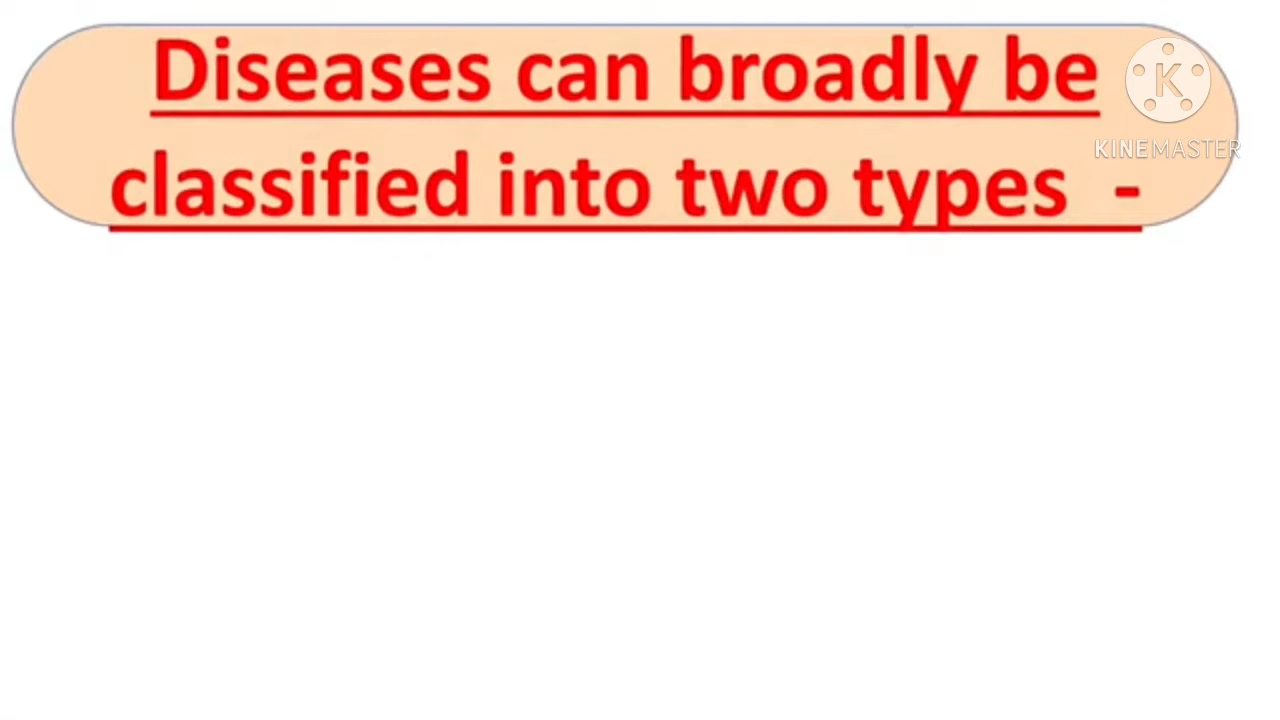 Diseases can broadly be
classified into two types -
K
KINEMASTER